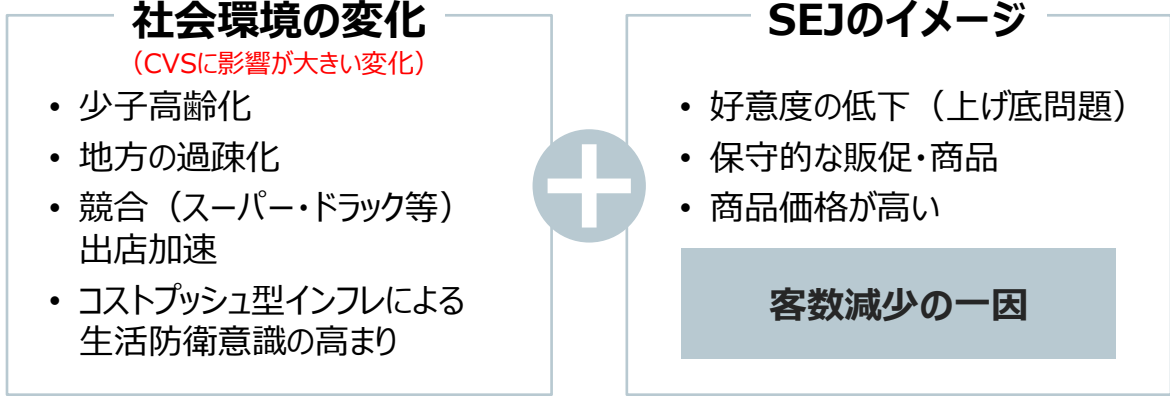 社会環境の変化
（CVSに影響が大きい変化）
• 少子高齢化
• 地方の過疎化
• 競合（スーパー・ドラック等）
出店加速
• コストプッシュ型インフレによる
生活防衛意識の高まり
SEJのイメージ
• 好意度の低下（上げ底問題）
• 保守的な販促・商品
• 商品価格が高い
客数減少の一因